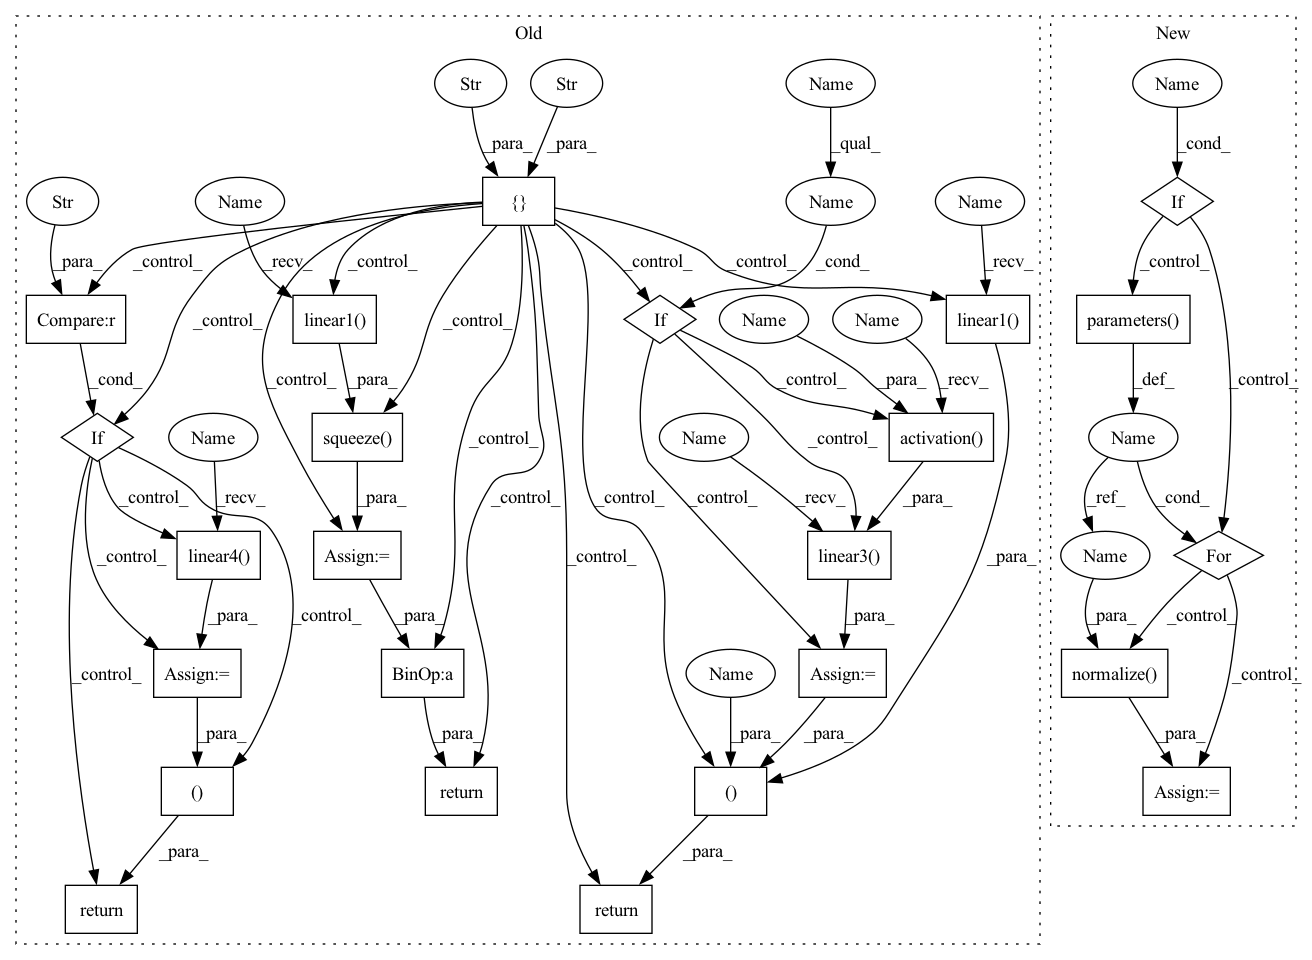 Old
New
Str
Str
Name
Name
_para_
_para_
_qual_
_cond_
Str
Name
{}
Name
Name
If
_para_
_control_
_recv_
_control_
_control_
_control_
_cond_
_recv_
_control_
_control_
Compare:r
linear1()
If
Name
Name
linear1()
parameters()
_control_
_cond_
_para_
_control_
_control_
_control_
_para_
_recv_
_def_
_control_
If
Name
squeeze()
Name
activation()
Name
_control_
_recv_
_para_
_control_
_control_
_control_
_recv_
_control_
_para_
_ref_
_cond_
linear4()
Assign:=
linear3()
Name
For
_control_
_para_
_control_
_para_
_control_
_control_
_para_
_para_
_para_
_control_
_control_
Assign:=
BinOp:a
Name
Assign:=
normalize()
_control_
_para_
_para_
_para_
_para_
_para_
_control_
()
return
()
Assign:=
_para_
_para_
return
return